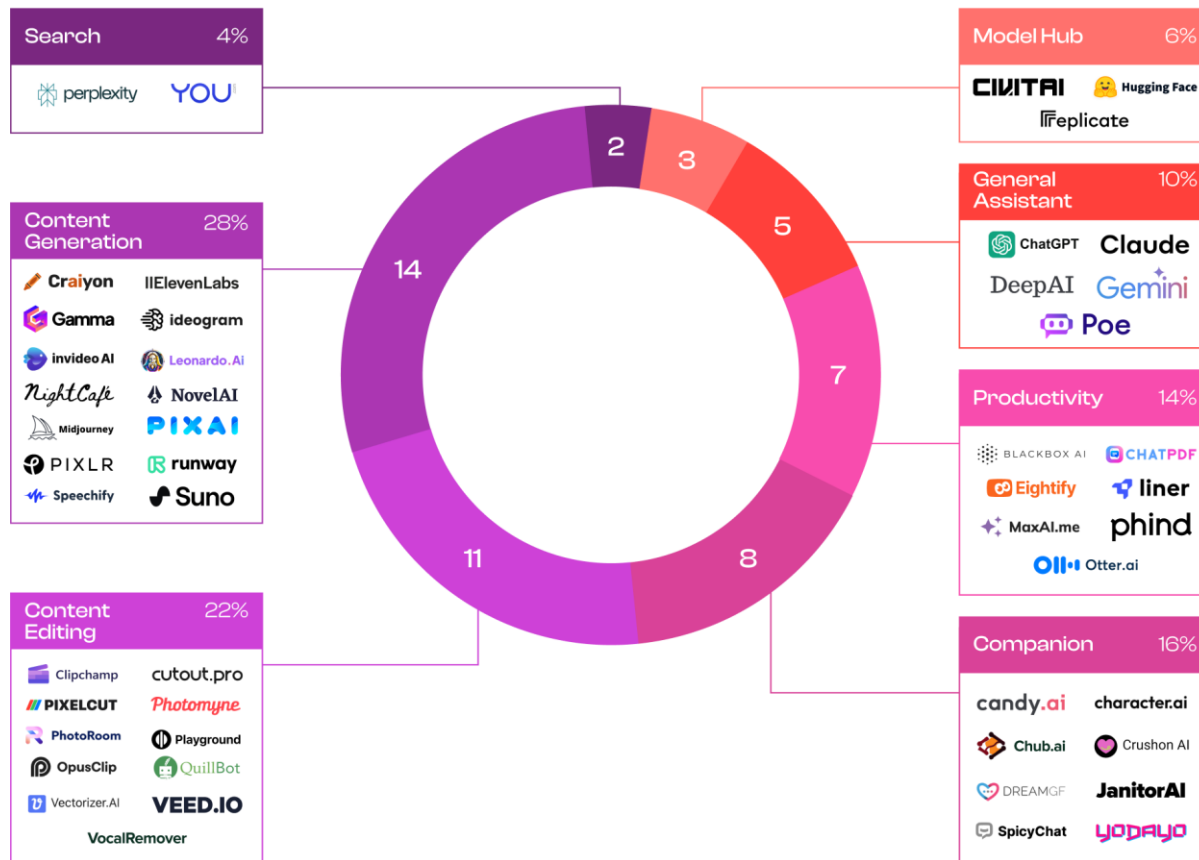 Search 4%
perplexity YOU
Content
Generation 28%
Craiyon IIElevenLabs
Gamma ideogram
invideo AI Leonardo.Ai
NightCafé NovelAI
Midjourney PIXAI
PIXLR runway
Speechify Suno
Content
Editing 22%
Clipchamp cutout.pro
PIXELCUT Photomyne
PhotoRoom Playground
OpusClip QuillBot
Vectorizer.AI VEED.IO
VocalRemover
2
3
5
7
8
11
14
Model Hub 6%
CIVITAI Hugging Face
replicate
General
Assistant 10%
ChatGPT Claude
DeepAI Gemini
Poe
Productivity 14%
BLACKBOX AI CHATPDF
Eightify liner
MaxAI.me phind
Otter.ai
Companion 16%
candy.ai character.ai
Chub.ai Crushon AI
DREAMGF JanitorAI
SpicyChat YODAYO